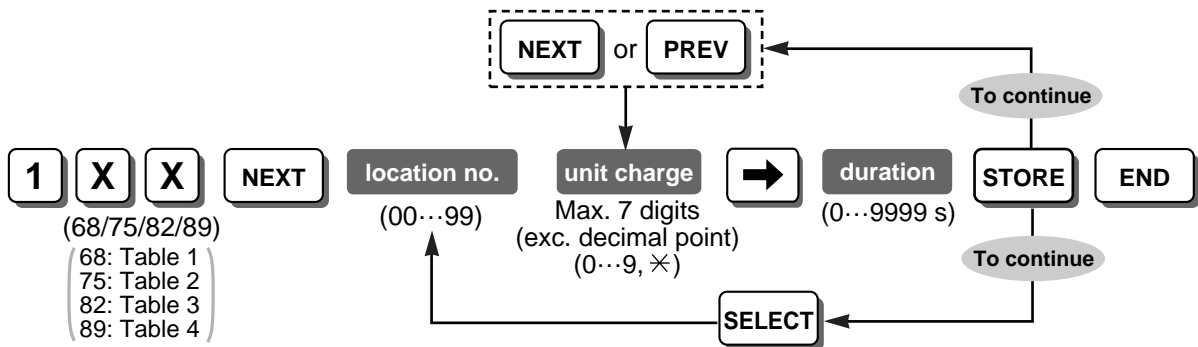 NEXT or PREV
To continue
1 X X NEXT location no. unit charge ➡ duration STORE END
(68/75/82/89)
68: Table 1
75: Table 2
82: Table 3
89: Table 4
(00···99)
Max. 7 digits
(exc. decimal point)
(0···9, ✳)
(0···9999 s)
To continue
SELECT